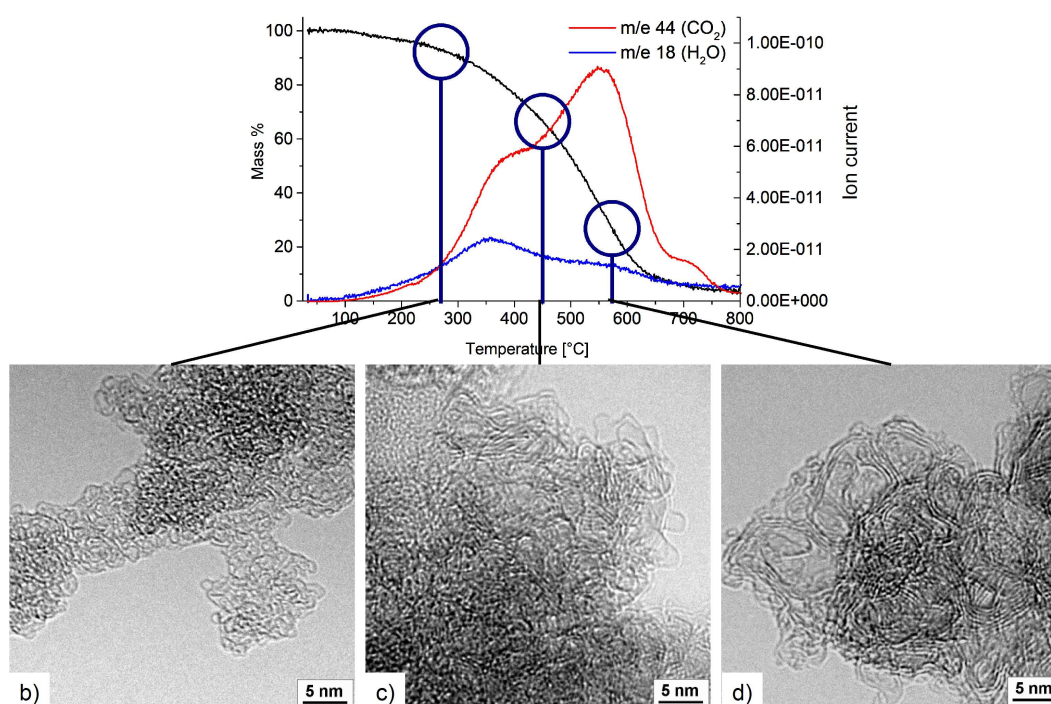 m/e 44 (CO₂)
m/e 18 (H₂O)
Mass %
100
80
60
40
20
0
1.00E-010
8.00E-011
6.00E-011
4.00E-011
2.00E-011
0.00E+000
Ion current
100 200 300 400 500 600 700 800
Temperature [°C]
b) 5 nm
c) 5 nm
d) 5 nm